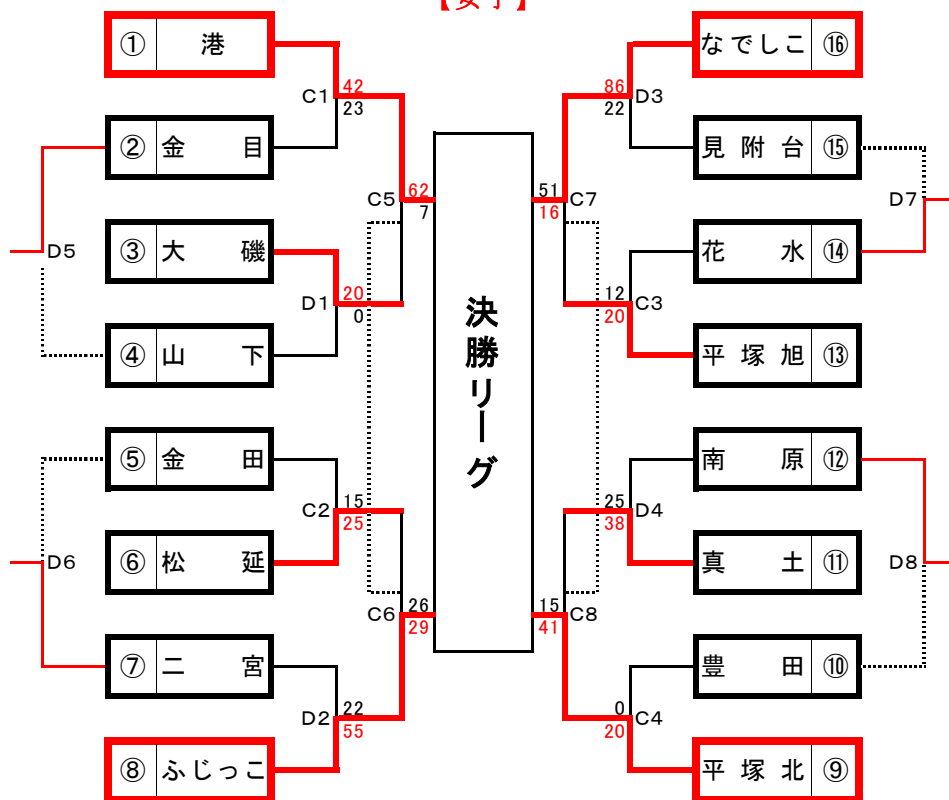 【女子】
① 港
C1 42
23
② 金目
D5
③ 大磯
D1 20
0
④ 山下
C5 62
7
⑤ 金田
C2 15
25
⑥ 松延
D6
⑦ 二宮
D2 22
55
⑧ ふじっこ
C6 26
29
決勝リーグ
なでしこ ⑯
86 D3
22
見附台 ⑮
D7
51 C7
16
花水 ⑭
12 C3
20
平塚旭 ⑬
南原 ⑫
25 D4
38
真土 ⑪
D8
15 C8
41
豊田 ⑩
0 C4
20
平塚北 ⑨